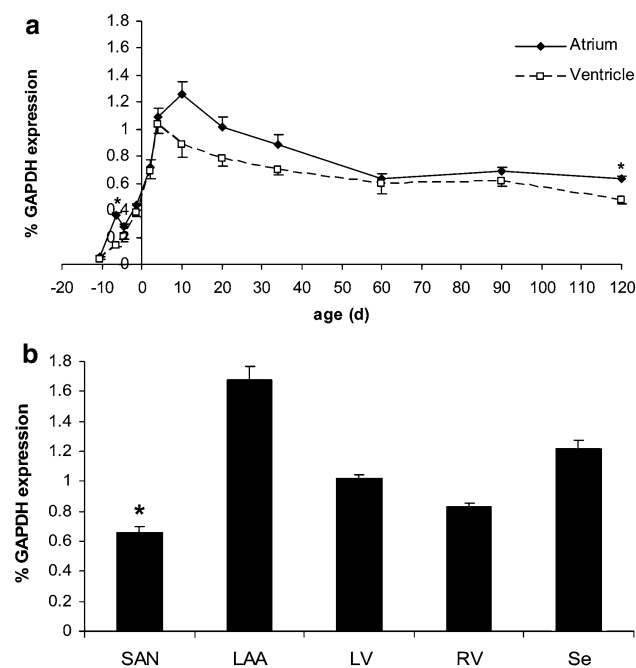 a
% GAPDH expression
1.8
1.6
1.4
1.2
1
0.8
0.6
0.4
0.2
0
*
*
Atrium
Ventricle
-20 -10 0 10 20 30 40 50 60 70 80 90 100 110 120
age (d)
b
% GAPDH expression
1.8
1.6
1.4
1.2
1
0.8
0.6
0.4
0.2
0
*
SAN LAA LV RV Se